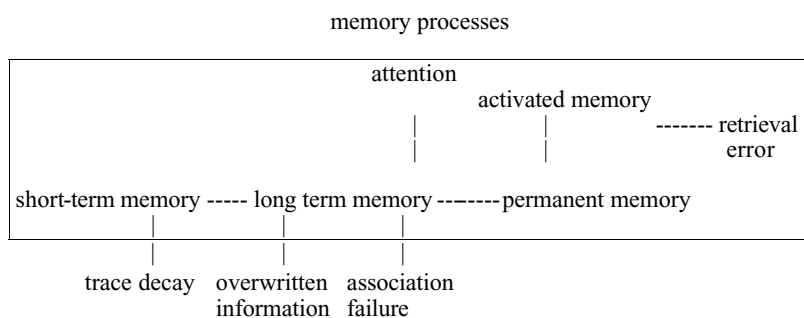 memory processes
attention
activated memory
------- retrieval
error
short-term memory ----- long term memory -------- permanent memory
trace decay overwritten association
information failure